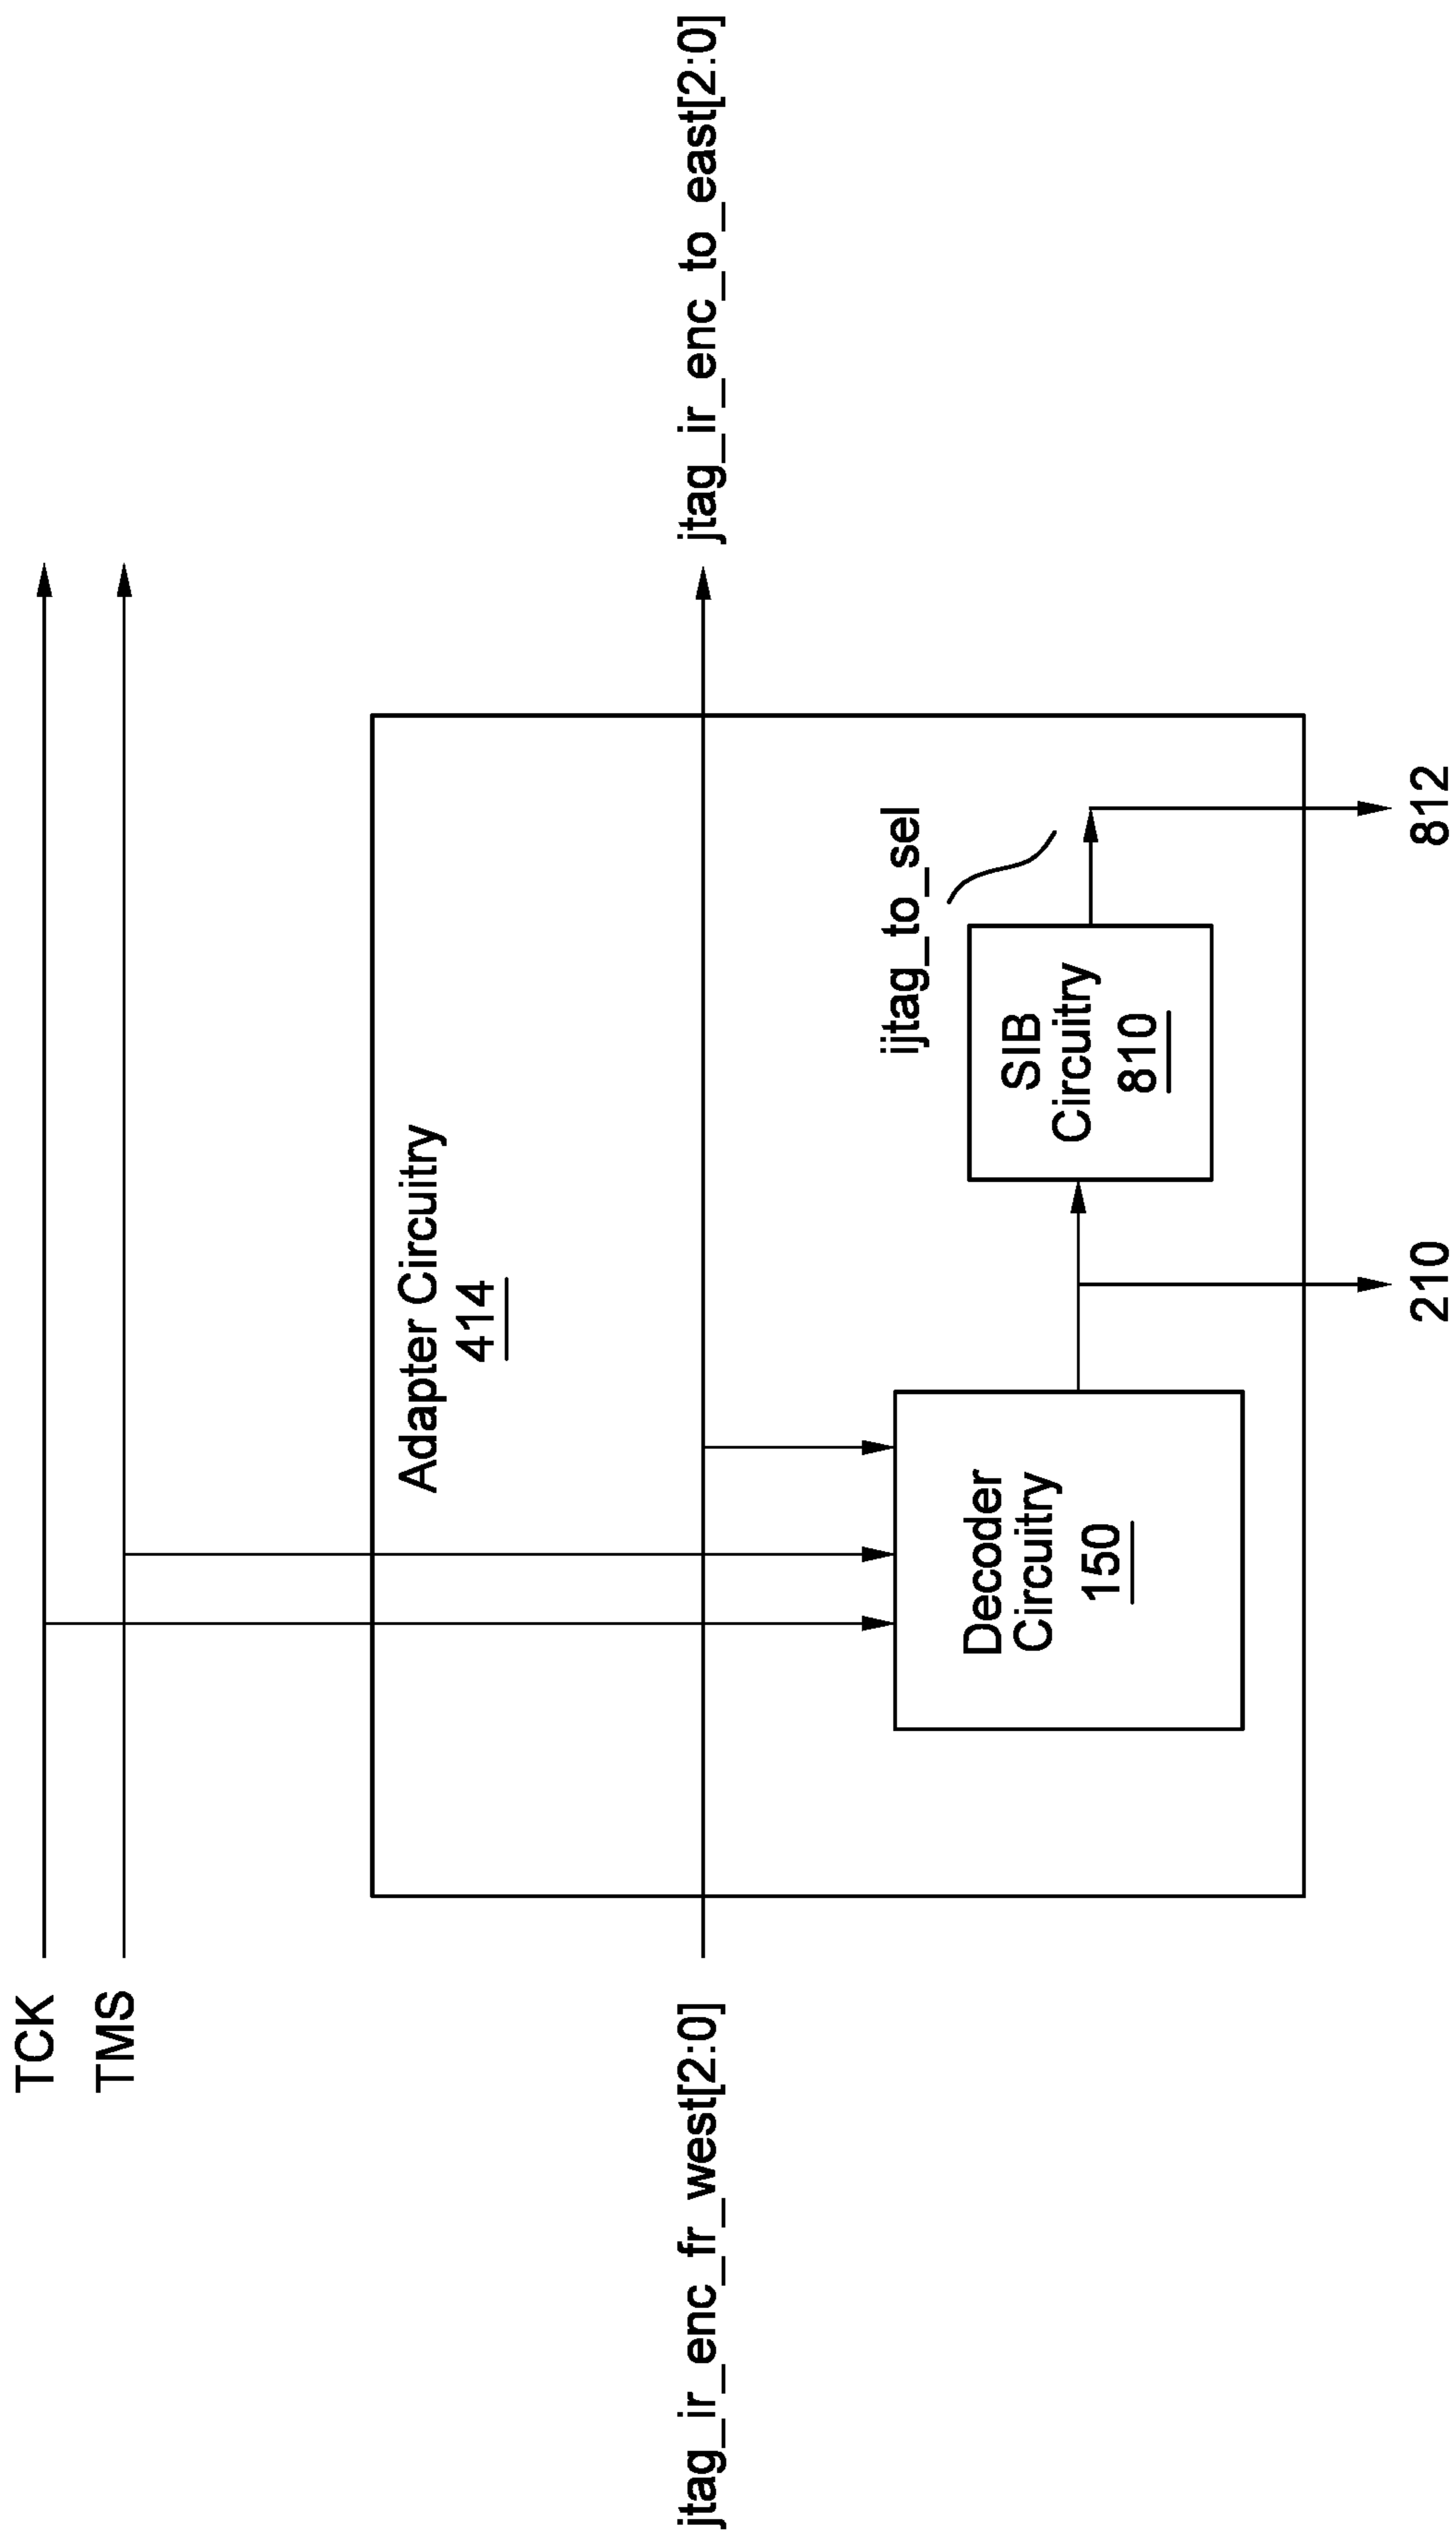 TCK
TMS
Adapter Circuitry
414
jtag_ir_enc_fr_west[2:0]
jtag_ir_enc_to_east[2:0]
ijtag_to_sel
Decoder
Circuitry
150
SIB
Circuitry
810
210
812